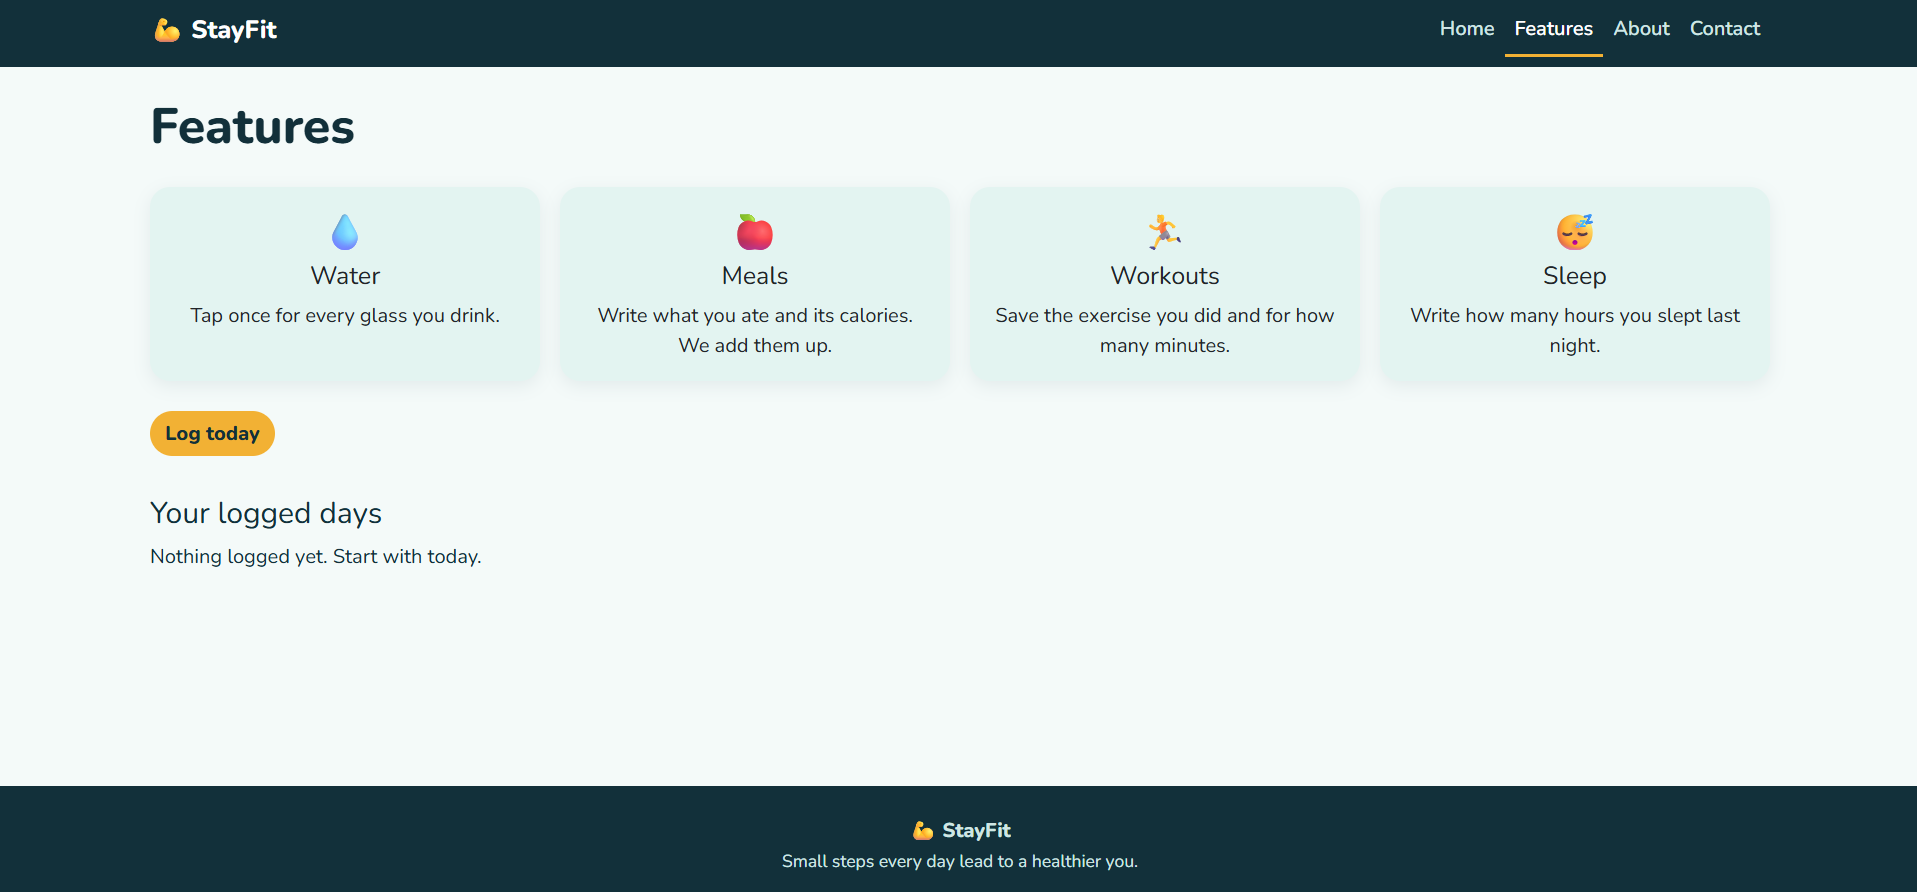 StayFit
Home Features About Contact
Features
Water
Tap once for every glass you drink.
Meals
Write what you ate and its calories.
We add them up.
Workouts
Save the exercise you did and for how
many minutes.
Sleep
Write how many hours you slept last
night.
Log today
Your logged days
Nothing logged yet. Start with today.
StayFit
Small steps every day lead to a healthier you.